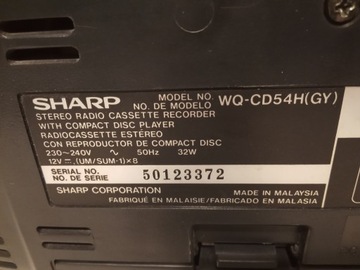 SHARP MODEL NO. WQ-CD54H(GY)
NO. DE MODELO
STEREO RADIO CASSETTE RECORDER
WITH COMPACT DISC PLAYER
RADIOCASSETTE ESTÉREO
CON REPRODUCTOR DE COMPACT DISC
230~240V ∿ 50Hz 32W
12V ⎓ (UM/SUM-1)×8
SERIAL NO.
NO. DE SERIE 50123372
SHARP CORPORATION MADE IN MALAYSIA
FABRIQUÉ EN MALAISIE/FABRICADO EN MALASIA